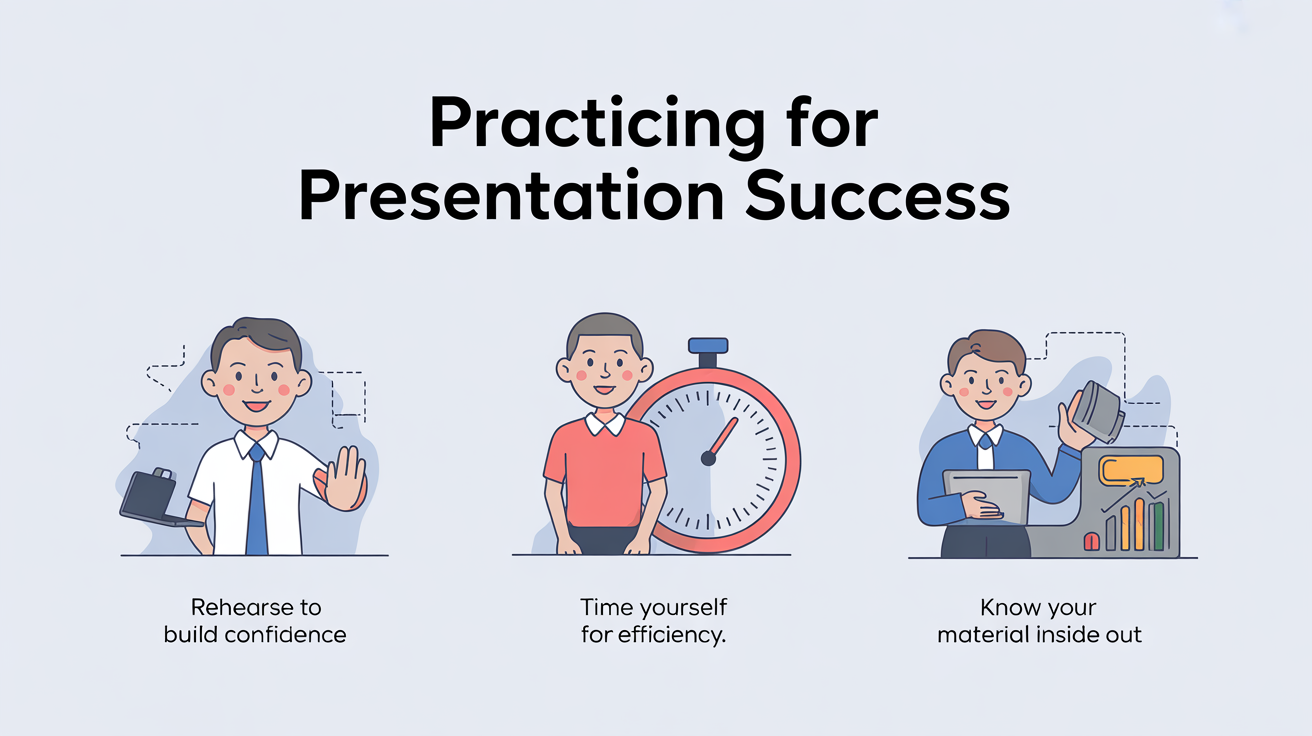 Practicing for
Presentation Success
Rehearse to
build confidence
Time yourself
for efficiency.
Know your
material inside out